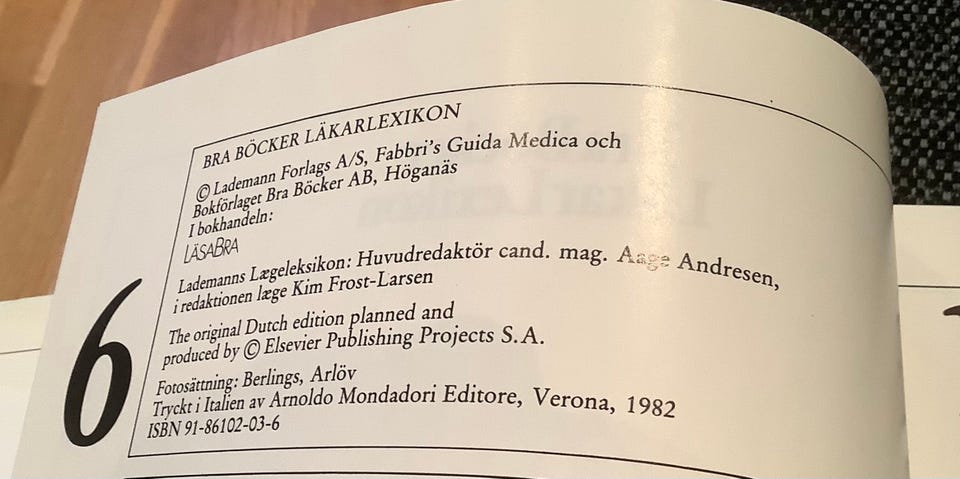 BRA BÖCKER LÄKARLEXIKON
© Lademann Forlags A/S, Fabbri's Guida Medica och
Bokförlaget Bra Böcker AB, Höganäs
I bokhandeln:
LÄSABRA
Lademanns Lægeleksikon: Huvudredaktör cand. mag. Aage Andresen,
i redaktionen læge Kim Frost-Larsen
The original Dutch edition planned and
produced by © Elsevier Publishing Projects S.A.
Fotosättning: Berlings, Arlöv
Tryckt i Italien av Arnoldo Mondadori Editore, Verona, 1982
ISBN 91-86102-03-6
6